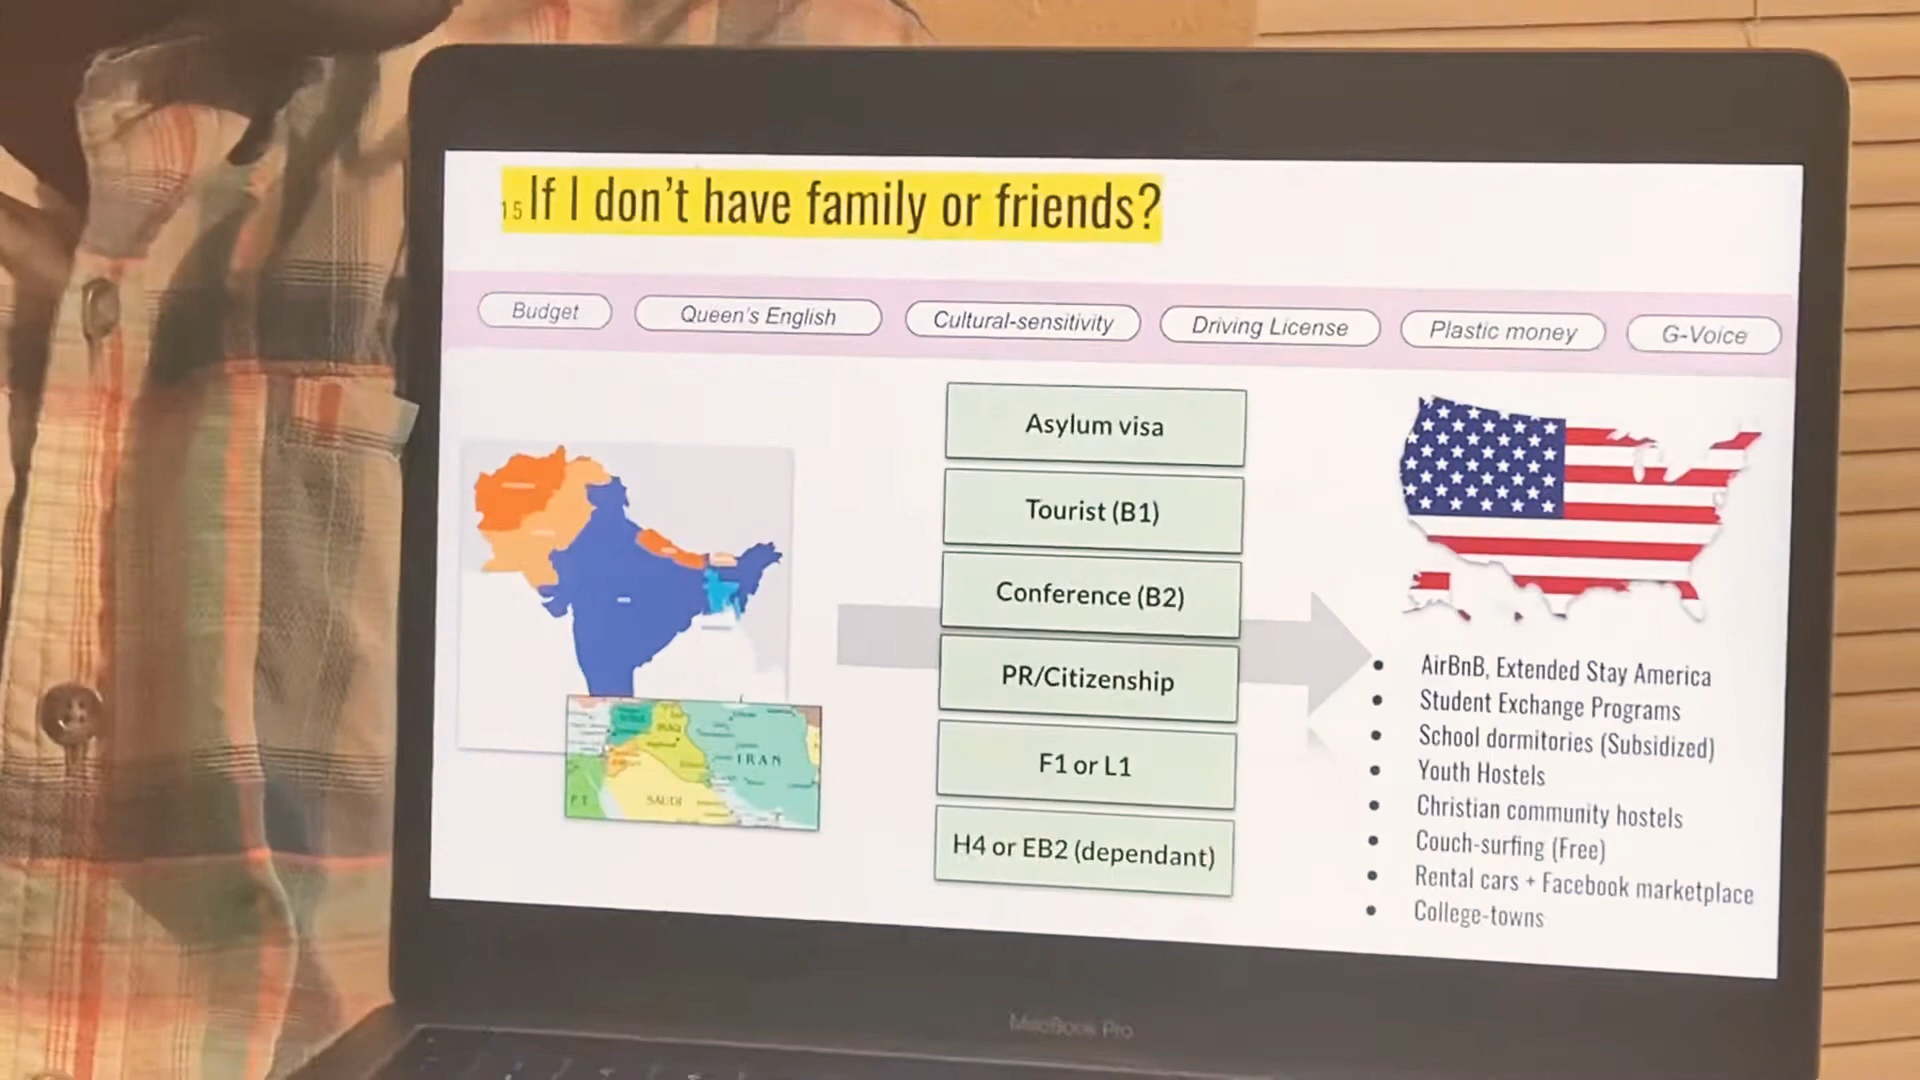 15 If I don't have family or friends?
Budget
Queen's English
Cultural-sensitivity
Driving License
Plastic money
G-Voice
Asylum visa
Tourist (B1)
Conference (B2)
PR/Citizenship
F1 or L1
H4 or EB2 (dependant)
IRAN
SAUDI
• AirBnB, Extended Stay America
• Student Exchange Programs
• School dormitories (Subsidized)
• Youth Hostels
• Christian community hostels
• Couch-surfing (Free)
• Rental cars + Facebook marketplace
• College-towns
MacBook Pro